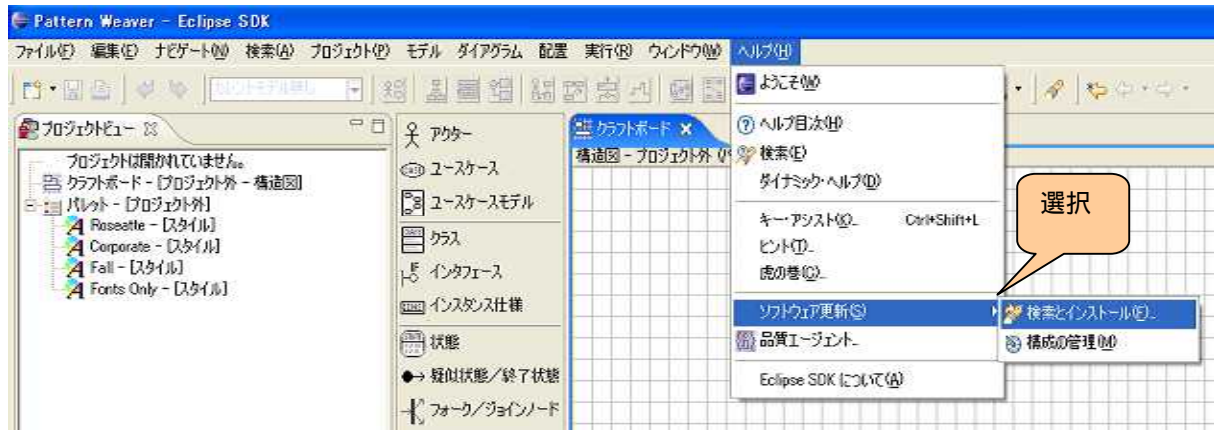 Pattern Weaver - Eclipse SDK
ファイル(F) 編集(E) ナビゲート(N) 検索(A) プロジェクト(P) モデル ダイアグラム 配置 実行(R) ウィンドウ(W) ヘルプ(H)
プロジェクトビュー
プロジェクトは開かれていません。
クラフトボード - [プロジェクト外 - 構造図]
パレット - [プロジェクト外]
Roseatte - [スタイル]
Corporate - [スタイル]
Fall - [スタイル]
Fonts Only - [スタイル]
アクター
ユースケース
ユースケースモデル
クラス
インタフェース
インスタンス仕様
状態
疑似状態/終了状態
フォーク/ジョインノード
クラフトボード
構造図 - プロジェクト外
ようこそ(W)
ヘルプ目次(H)
検索(E)
ダイナミック・ヘルプ(D)
キー・アシスト(K)... Ctrl+Shift+L
ヒント(T)...
虎の巻(C)...
ソフトウェア更新(S)
品質エージェント...
Eclipse SDK について(A)
選択
検索とインストール(F)...
構成の管理(M)